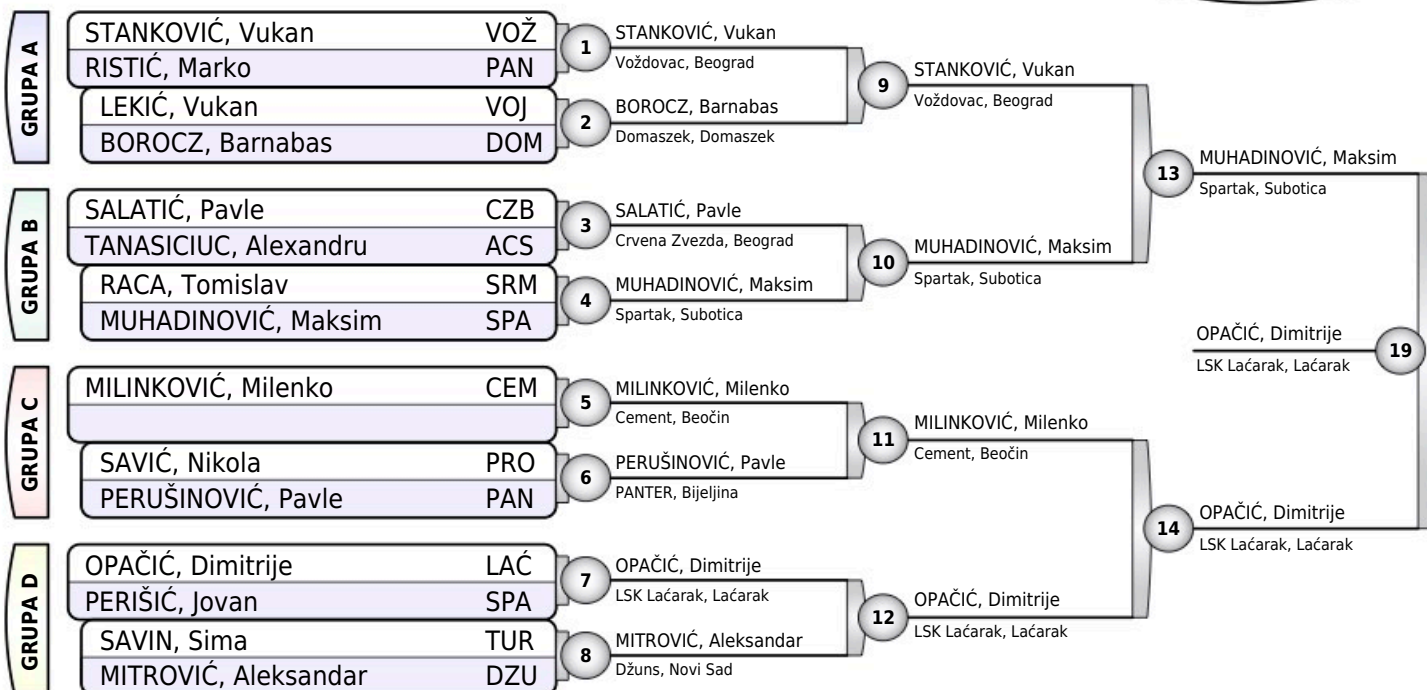 GRUPA A
STANKOVIĆ, Vukan VOŽ
RISTIĆ, Marko PAN
LEKIĆ, Vukan VOJ
BOROCZ, Barnabas DOM
GRUPA B
SALATIĆ, Pavle CZB
TANASICIUC, Alexandru ACS
RACA, Tomislav SRM
MUHADINOVIĆ, Maksim SPA
GRUPA C
MILINKOVIĆ, Milenko CEM
SAVIĆ, Nikola PRO
PERUŠINOVIĆ, Pavle PAN
GRUPA D
OPAČIĆ, Dimitrije LAĆ
PERIŠIĆ, Jovan SPA
SAVIN, Sima TUR
MITROVIĆ, Aleksandar DZU
1
STANKOVIĆ, Vukan
Voždovac, Beograd
2
BOROCZ, Barnabas
Domaszek, Domaszek
3
SALATIĆ, Pavle
Crvena Zvezda, Beograd
4
MUHADINOVIĆ, Maksim
Spartak, Subotica
5
MILINKOVIĆ, Milenko
Cement, Beočin
6
PERUŠINOVIĆ, Pavle
PANTER, Bijeljina
7
OPAČIĆ, Dimitrije
LSK Laćarak, Laćarak
8
MITROVIĆ, Aleksandar
Džuns, Novi Sad
9
STANKOVIĆ, Vukan
Voždovac, Beograd
10
MUHADINOVIĆ, Maksim
Spartak, Subotica
11
MILINKOVIĆ, Milenko
Cement, Beočin
12
OPAČIĆ, Dimitrije
LSK Laćarak, Laćarak
13
MUHADINOVIĆ, Maksim
Spartak, Subotica
14
OPAČIĆ, Dimitrije
LSK Laćarak, Laćarak
OPAČIĆ, Dimitrije
LSK Laćarak, Laćarak
19